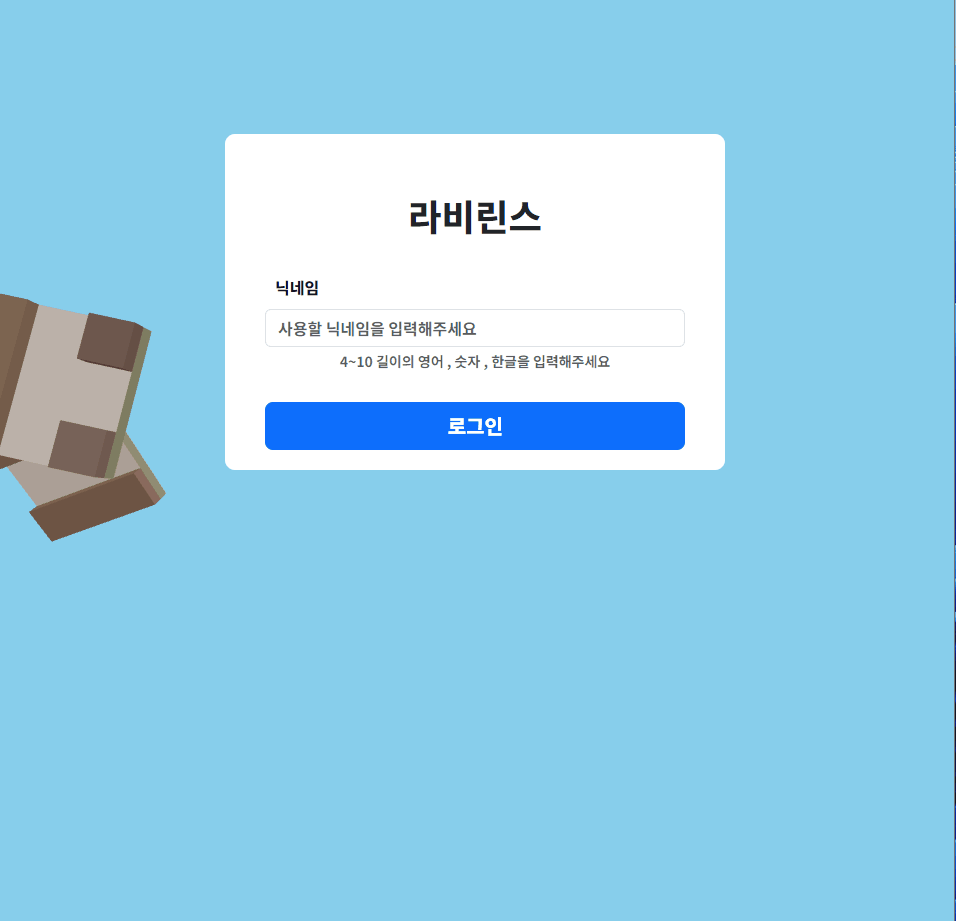 라비린스
닉네임
사용할 닉네임을 입력해주세요
4~10 길이의 영어 , 숫자 , 한글을 입력해주세요
로그인